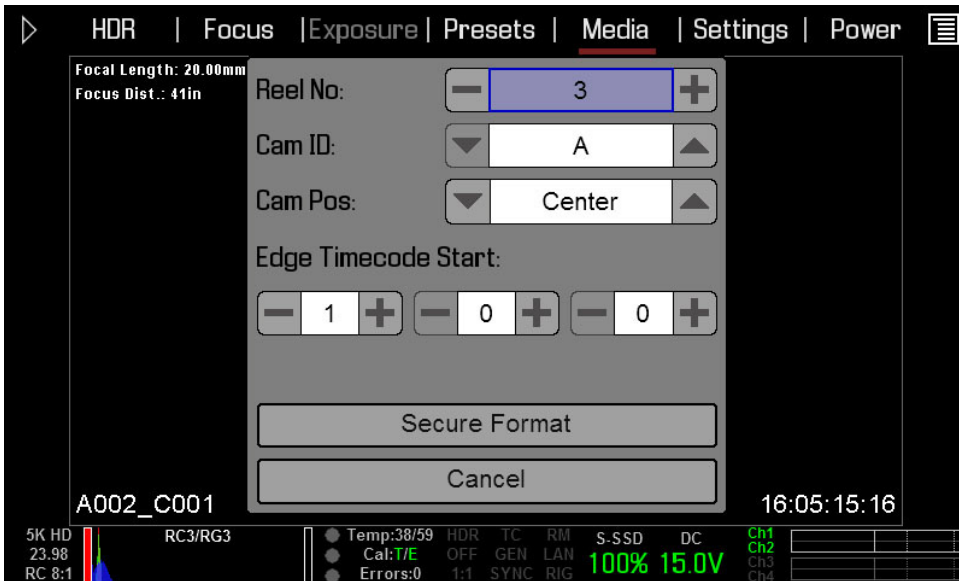 HDR | Focus | Exposure | Presets | Media | Settings | Power
Focal Length: 20.00mm
Focus Dist.: 41in
Reel No: 3
Cam ID: A
Cam Pos: Center
Edge Timecode Start:
1 0 0
Secure Format
Cancel
A002_C001 16:05:15:16
5K HD RC3/RG3 Temp:38/59 HDR TC RM S-SSD DC Ch1
23.98 Cal:T/E OFF GEN LAN 100% 15.0V Ch2
RC 8:1 Errors:0 1:1 SYNC RIG Ch3
Ch4